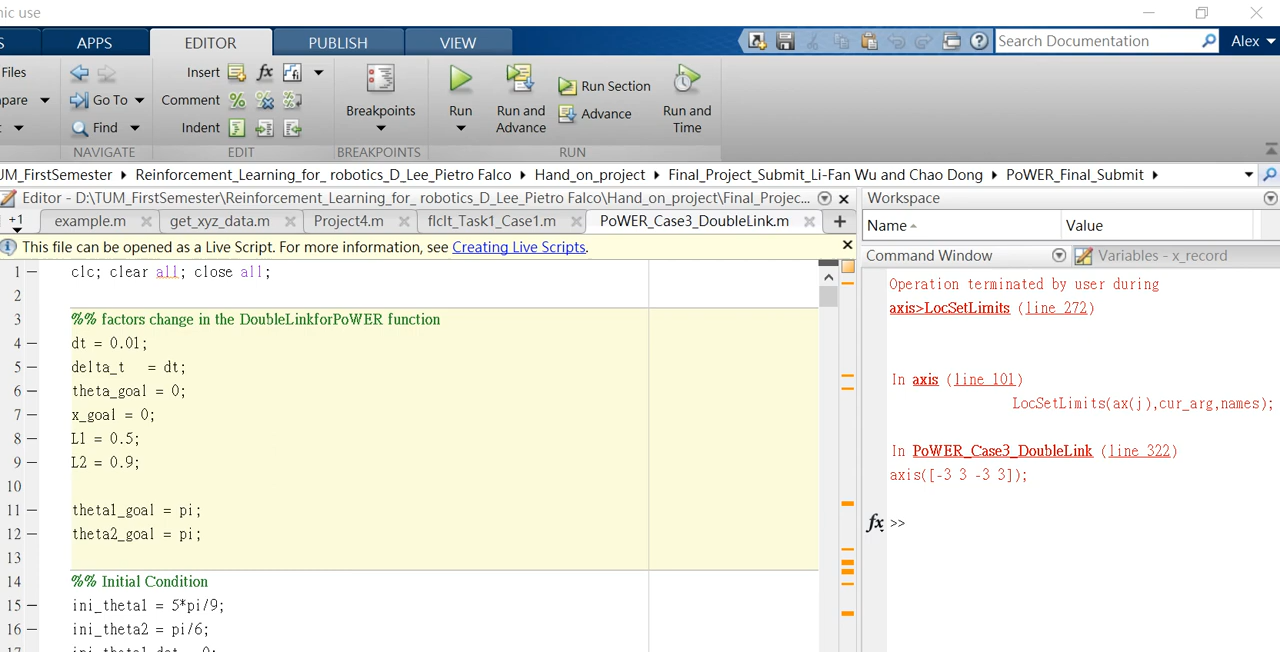 nic use
S APPS EDITOR PUBLISH VIEW Search Documentation Alex
Files Insert fx Run Section
pare Go To Comment Breakpoints Run Run and Advance Advance Run and Time
Find Indent
NAVIGATE EDIT BREAKPOINTS RUN
UM_FirstSemester Reinforcement_Learning_for_ robotics_D_Lee_Pietro Falco Hand_on_project Final_Project_Submit_Li-Fan Wu and Chao Dong PoWER_Final_Submit
Editor - D:\TUM_FirstSemester\Reinforcement_Learning_for_ robotics_D_Lee_Pietro Falco\Hand_on_project\Final_Projec...
+1 example.m get_xyz_data.m Project4.m flclt_Task1_Case1.m PoWER_Case3_DoubleLink.m
This file can be opened as a Live Script. For more information, see Creating Live Scripts.
1 clc; clear all; close all;
2
3 %% factors change in the DoubleLinkforPoWER function
4 dt = 0.01;
5 delta_t = dt;
6 theta_goal = 0;
7 x_goal = 0;
8 L1 = 0.5;
9 L2 = 0.9;
10
11 theta1_goal = pi;
12 theta2_goal = pi;
13
14 %% Initial Condition
15 ini_theta1 = 5*pi/9;
16 ini_theta2 = pi/6;
Workspace
Name Value
Command Window Variables - x_record
Operation terminated by user during
axis>LocSetLimits (line 272)
In axis (line 101)
LocSetLimits(ax(j),cur_arg,names);
In PoWER_Case3_DoubleLink (line 322)
axis([-3 3 -3 3]);
fx >>